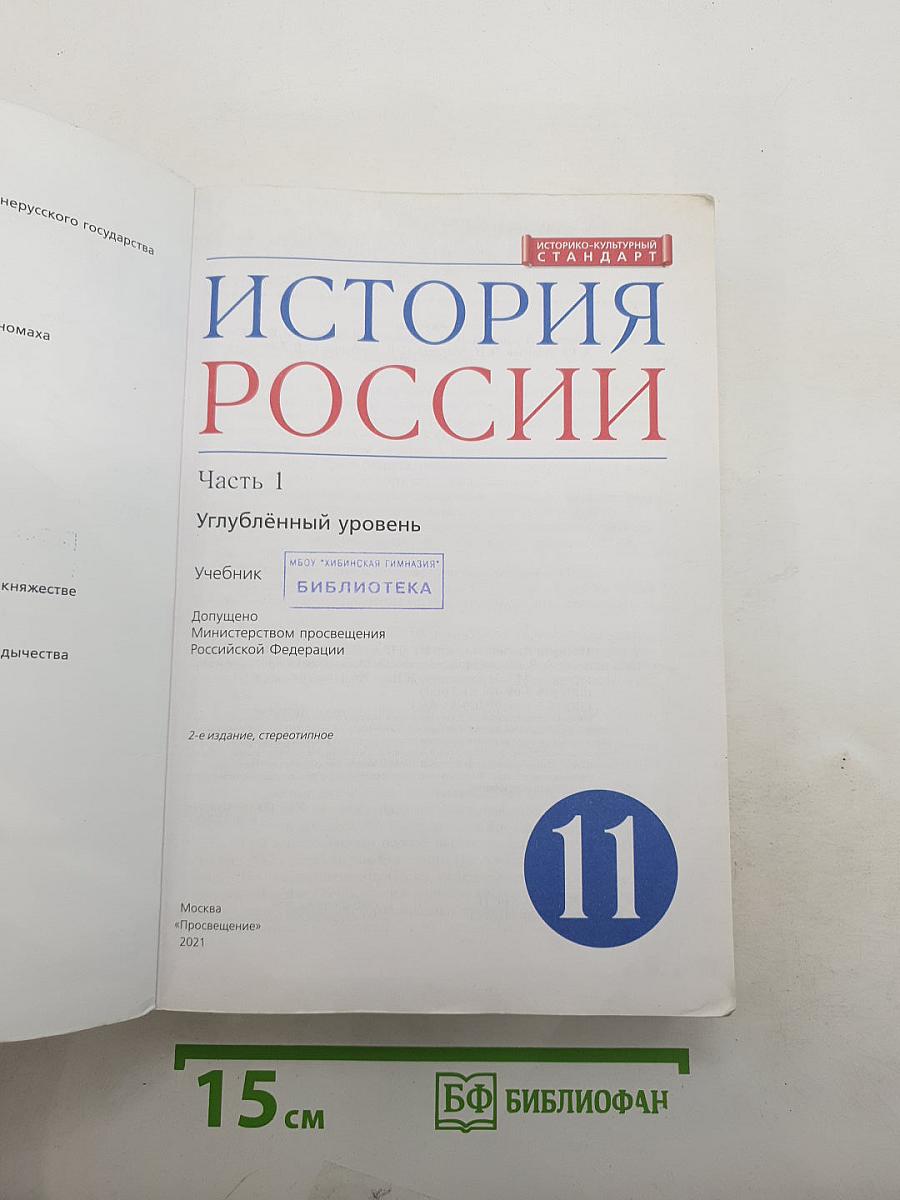 нерусского государства
номаха
княжестве
дычества
ИСТОРИКО-КУЛЬТУРНЫЙ
СТАНДАРТ
ИСТОРИЯ
РОССИИ
Часть 1
Углублённый уровень
Учебник
МБОУ "ХИБИНСКАЯ ГИМНАЗИЯ"
БИБЛИОТЕКА
Допущено
Министерством просвещения
Российской Федерации
2-е издание, стереотипное
11
Москва
«Просвещение»
2021
15 см
БФ БИБЛИОФАН